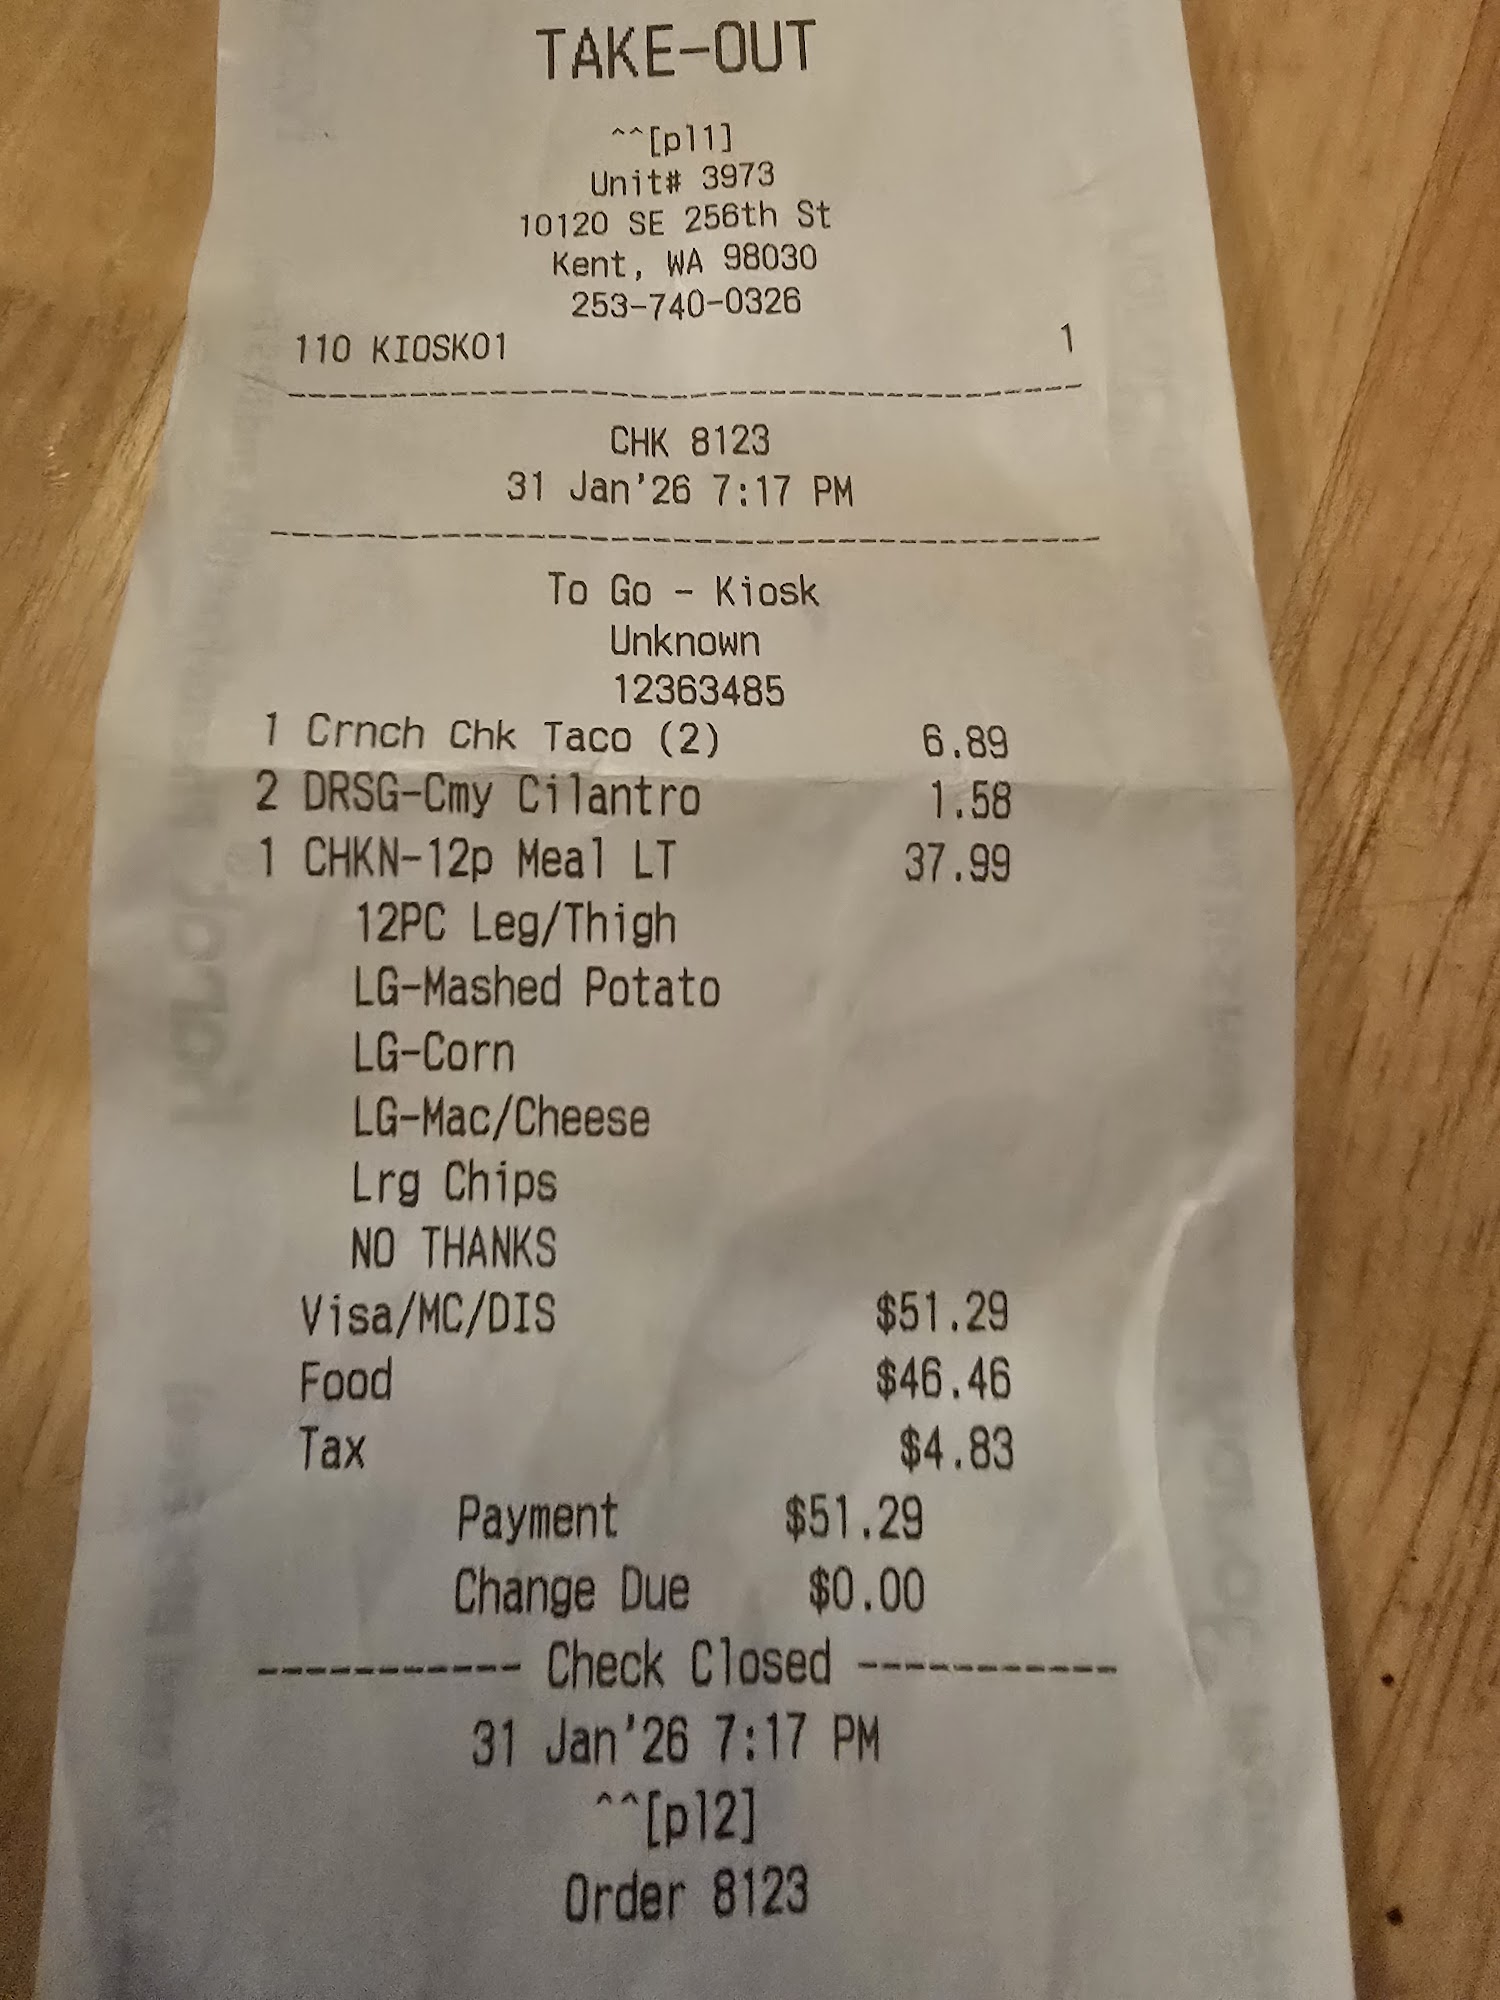 TAKE-OUT
^^[pl1]
Unit# 3973
10120 SE 256th St
Kent, WA 98030
253-740-0326
110 KIOSK01 1
CHK 8123
31 Jan'26 7:17 PM
To Go - Kiosk
Unknown
12363485
1 Crnch Chk Taco (2) 6.89
2 DRSG-Cmy Cilantro 1.58
1 CHKN-12p Meal LT 37.99
12PC Leg/Thigh
LG-Mashed Potato
LG-Corn
LG-Mac/Cheese
Lrg Chips
NO THANKS
Visa/MC/DIS $51.29
Food $46.46
Tax $4.83
Payment $51.29
Change Due $0.00
----------- Check Closed -----------
31 Jan'26 7:17 PM
^^[pl2]
Order 8123